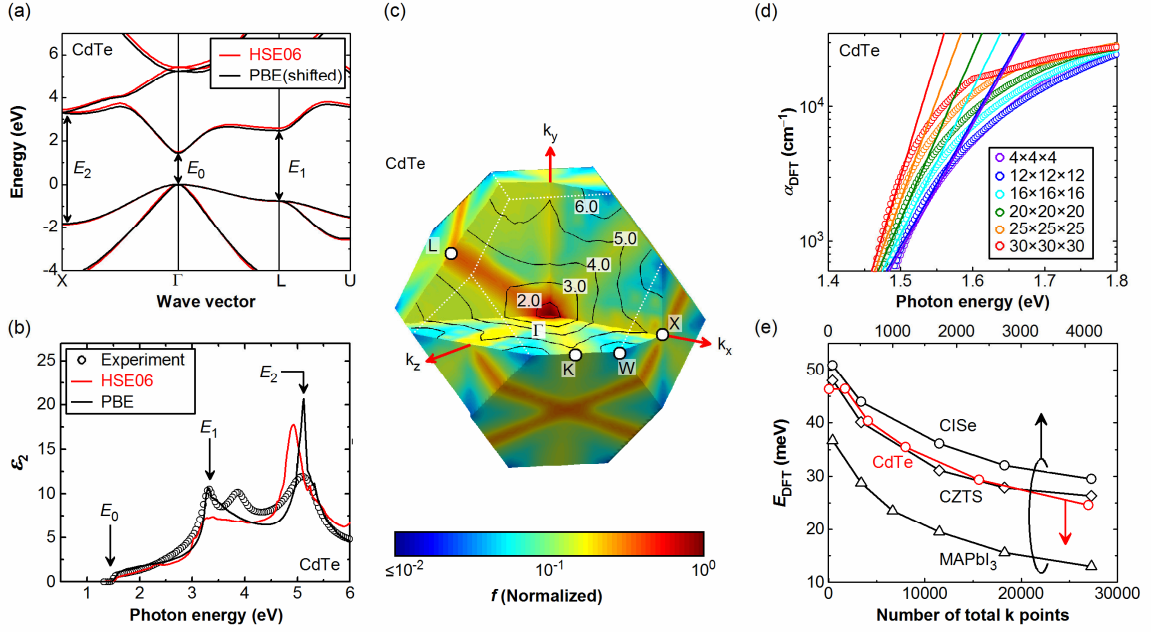 (a)
CdTe
HSE06
PBE(shifted)
6
4
2
0
-2
-4
Energy (eV)
E2
E0
E1
X
Γ
L
U
Wave vector
(b)
Experiment
HSE06
PBE
25
20
15
10
5
0
ε2
E0
E1
E2
CdTe
1
2
3
4
5
6
Photon energy (eV)
(c)
CdTe
ky
kx
kz
L
Γ
X
K
W
2.0
3.0
4.0
5.0
6.0
≤10⁻²
10⁻¹
10⁰
f (Normalized)
(d)
CdTe
10⁴
10³
αDFT (cm⁻¹)
4×4×4
12×12×12
16×16×16
20×20×20
25×25×25
30×30×30
1.4
1.5
1.6
1.7
1.8
Photon energy (eV)
(e)
0
1000
2000
3000
4000
60
50
40
30
20
10
EDFT (meV)
CISe
CdTe
CZTS
MAPbI3
0
10000
20000
30000
Number of total k points